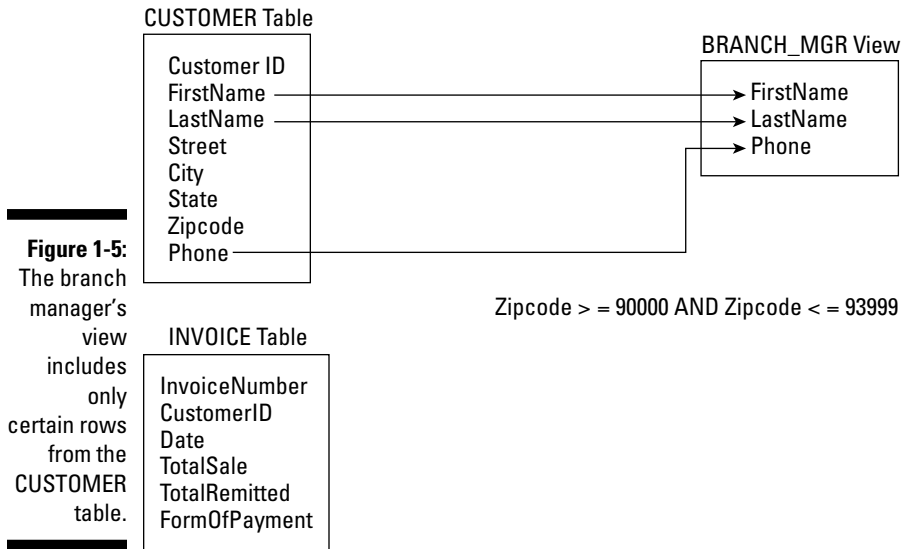 CUSTOMER Table
Customer ID
FirstName
LastName
Street
City
State
Zipcode
Phone
BRANCH_MGR View
FirstName
LastName
Phone
Zipcode > = 90000 AND Zipcode < = 93999
INVOICE Table
InvoiceNumber
CustomerID
Date
TotalSale
TotalRemitted
FormOfPayment
Figure 1-5:
The branch
manager’s
view
includes
only
certain rows
from the
CUSTOMER
table.